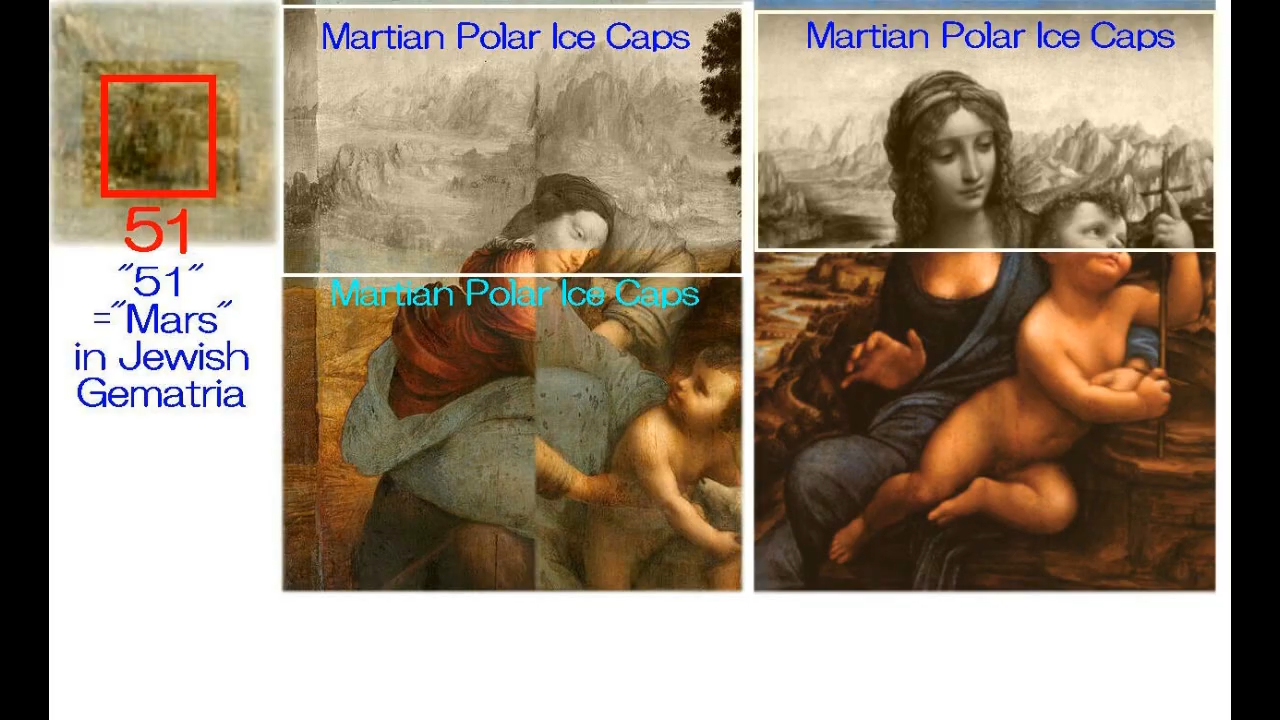 Martian Polar Ice Caps
Martian Polar Ice Caps
51
"51"
="Mars"
in Jewish
Gematria
Martian Polar Ice Caps